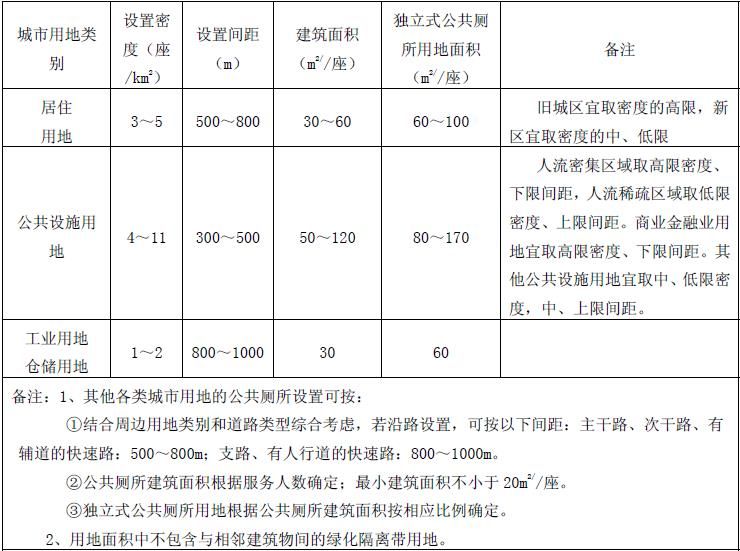 城市用地类别
设置密度（座/km²）
设置间距（m）
建筑面积（m²/座）
独立式公共厕所用地面积（m²/座）
备注
居住
用地
3～5
500～800
30～60
60～100
旧城区宜取密度的高限，新
区宜取密度的中、低限
公共设施用
地
4～11
300～500
50～120
80～170
人流密集区域取高限密度、
下限间距，人流稀疏区域取低限
密度、上限间距。商业金融业用
地宜取高限密度、下限间距。其
他公共设施用地宜取中、低限密
度，中、上限间距。
工业用地
仓储用地
1～2
800～1000
30
60
备注：1、其他各类城市用地的公共厕所设置可按：
①结合周边用地类别和道路类型综合考虑，若沿路设置，可按以下间距：主干路、次干路、有
辅道的快速路：500～800m；支路、有人行道的快速路：800～1000m。
②公共厕所建筑面积根据服务人数确定；最小建筑面积不小于20m²/座。
③独立式公共厕所用地根据公共厕所建筑面积按相应比例确定。
2、用地面积中不包含与相邻建筑物间的绿化隔离带用地。